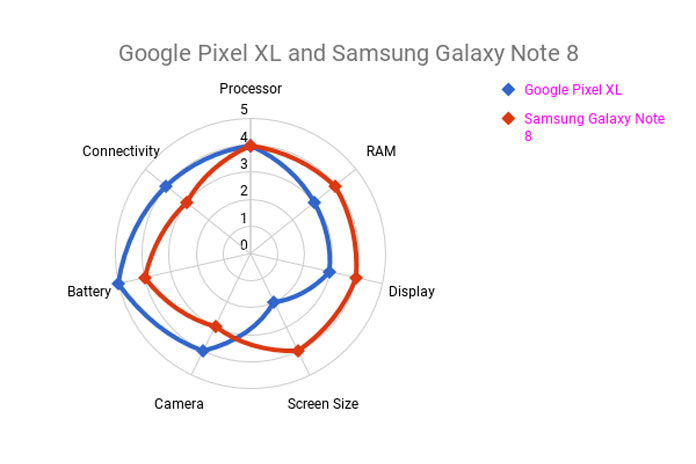 Google Pixel XL and Samsung Galaxy Note 8
Processor
Google Pixel XL
Samsung Galaxy Note
8
5
4
3
2
1
0
Connectivity
RAM
Battery
Display
Camera
Screen Size